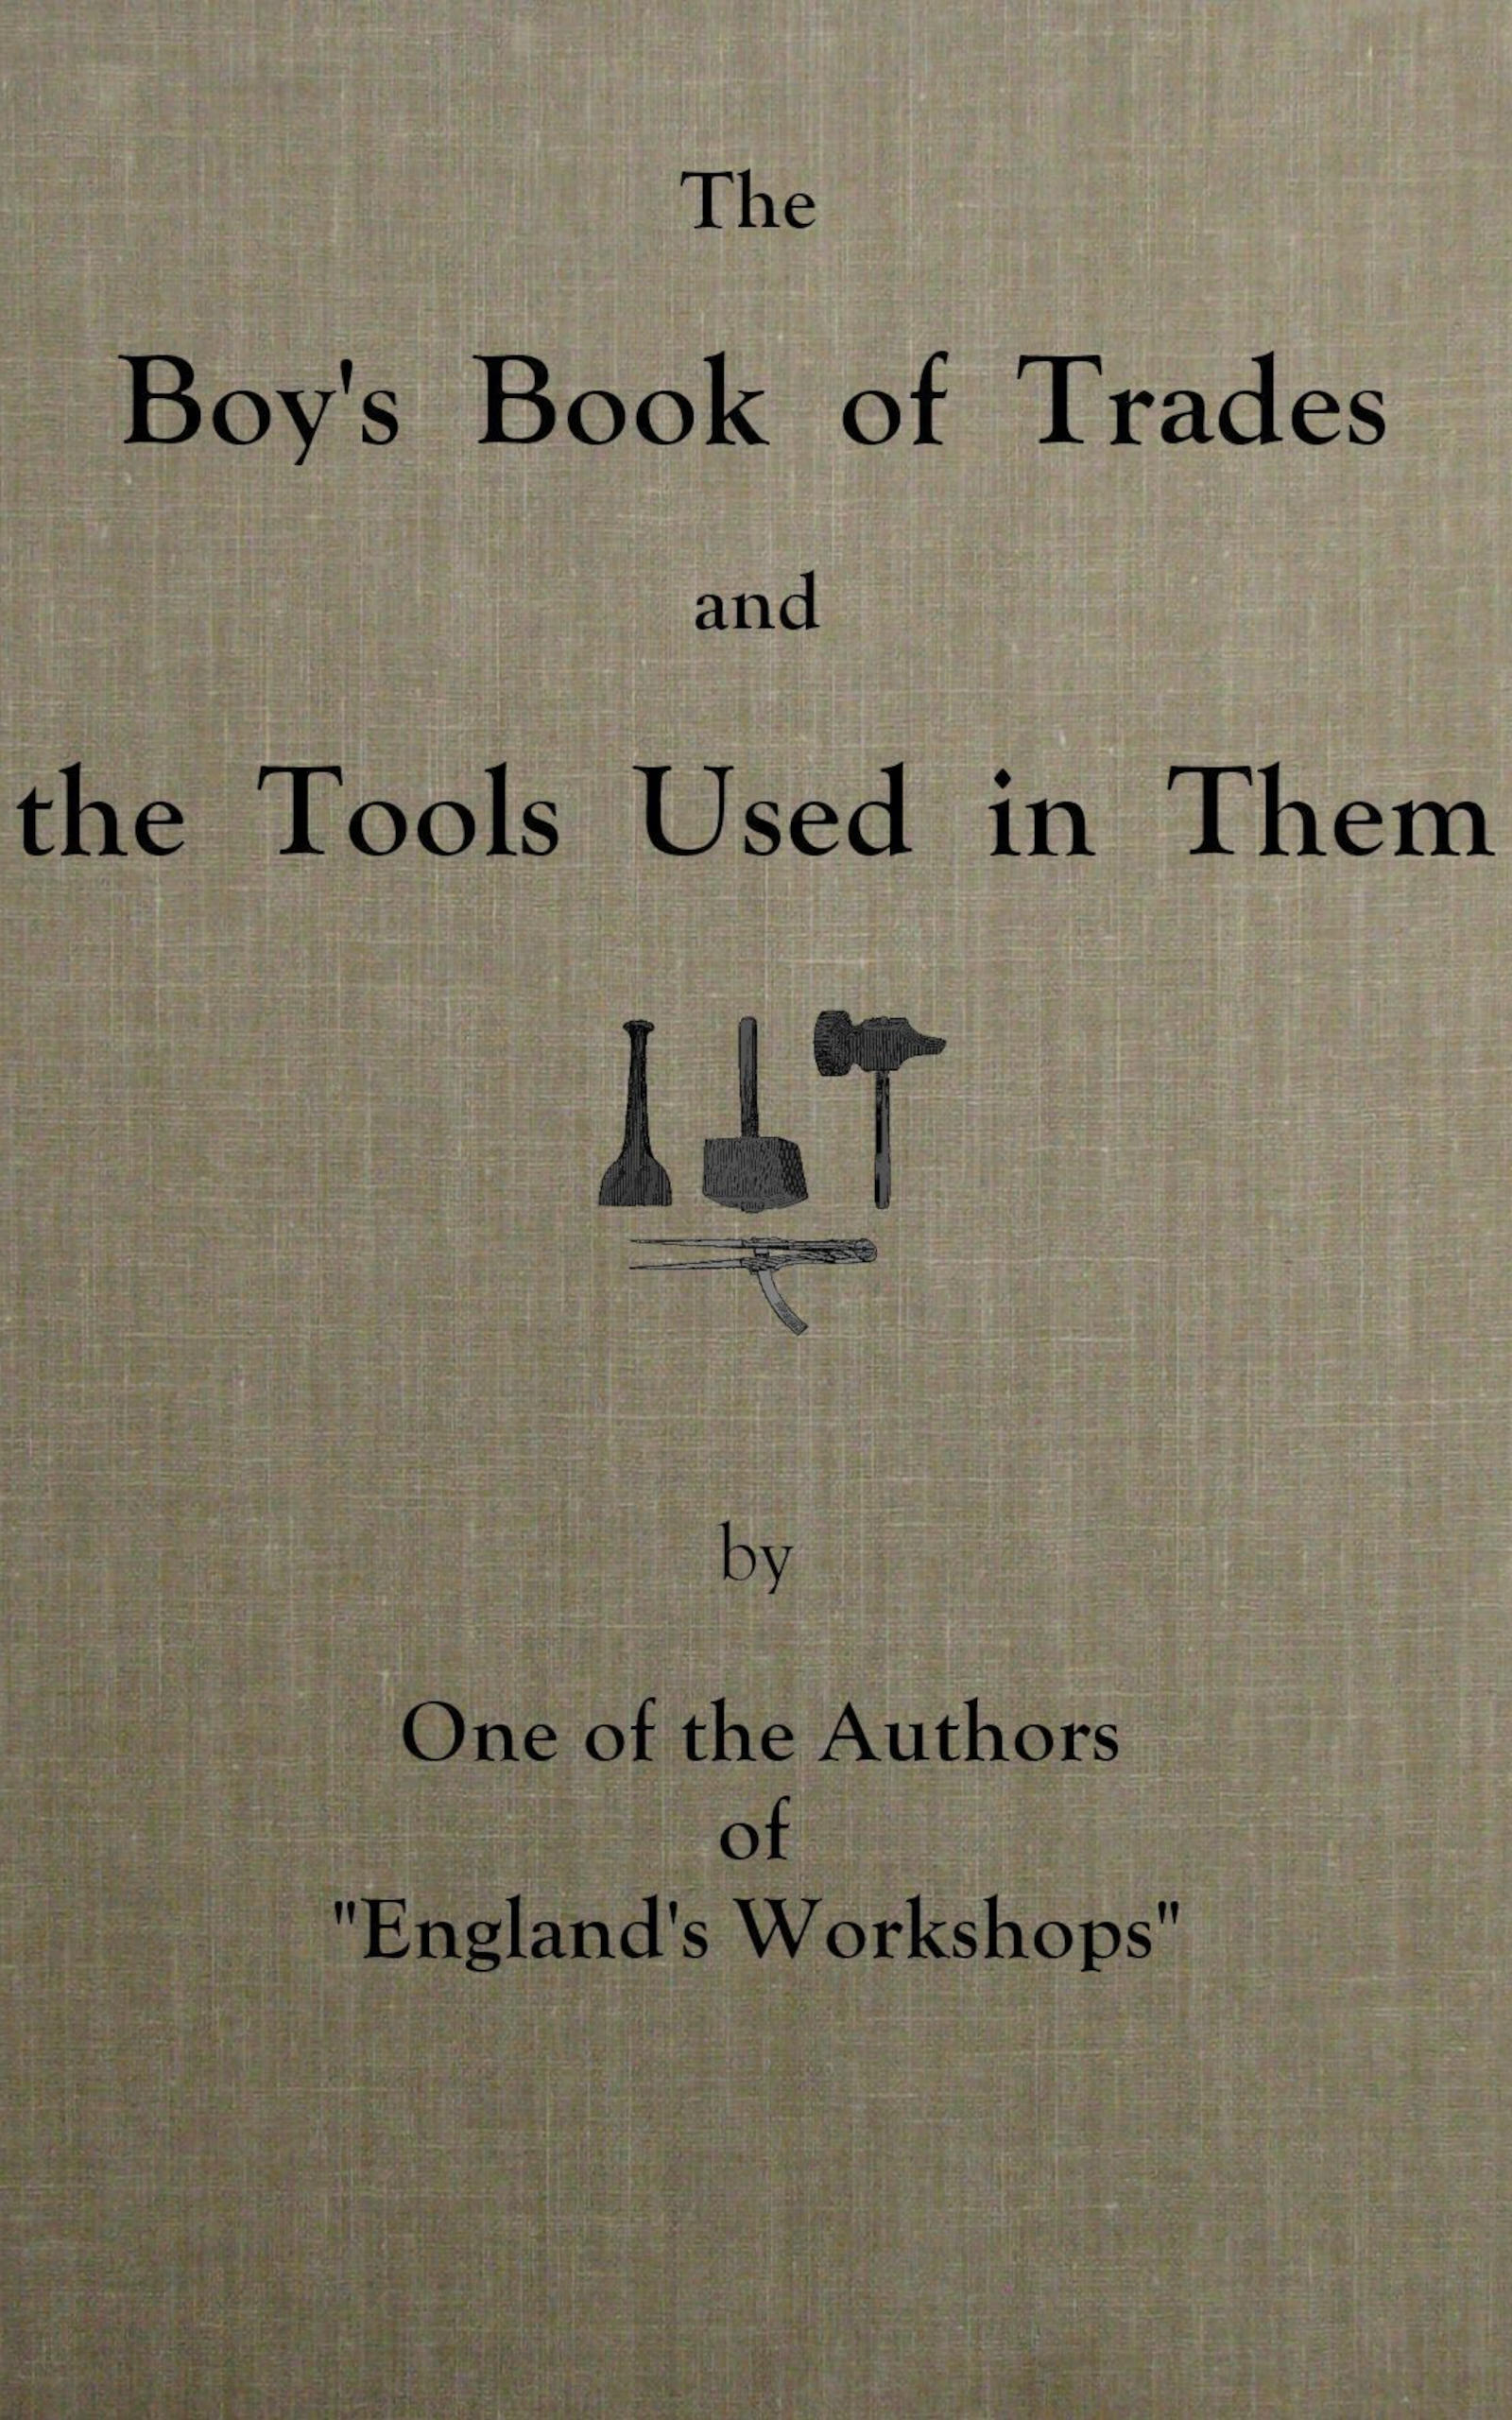 The
Boy's Book of Trades
and
the Tools Used in Them
by
One of the Authors
of
"England's Workshops"